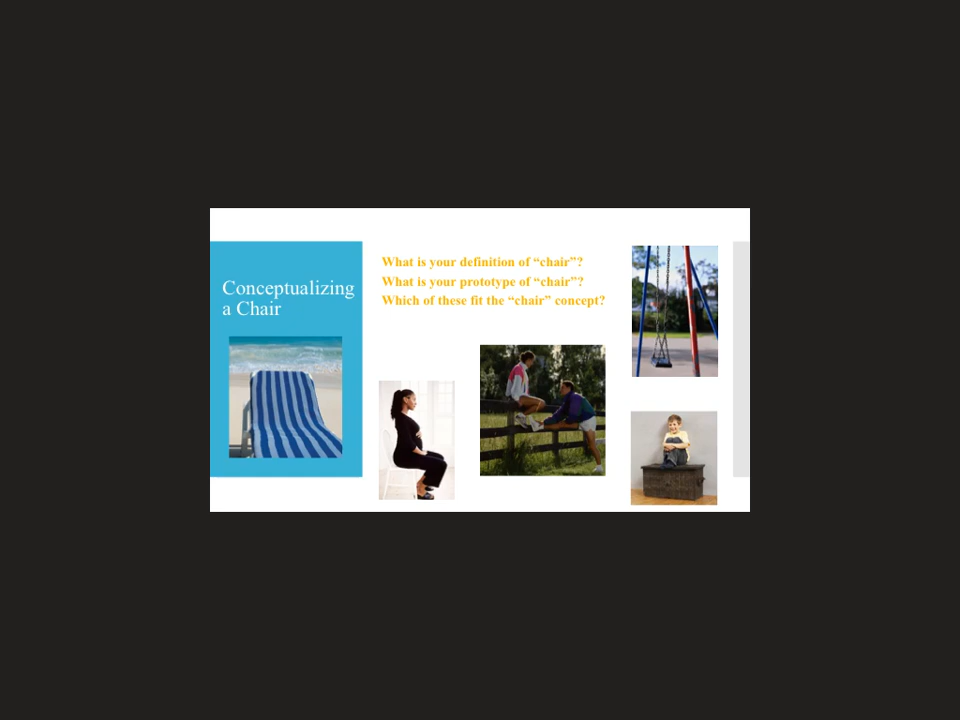 Conceptualizing
a Chair
What is your definition of “chair”?
What is your prototype of “chair”?
Which of these fit the “chair” concept?